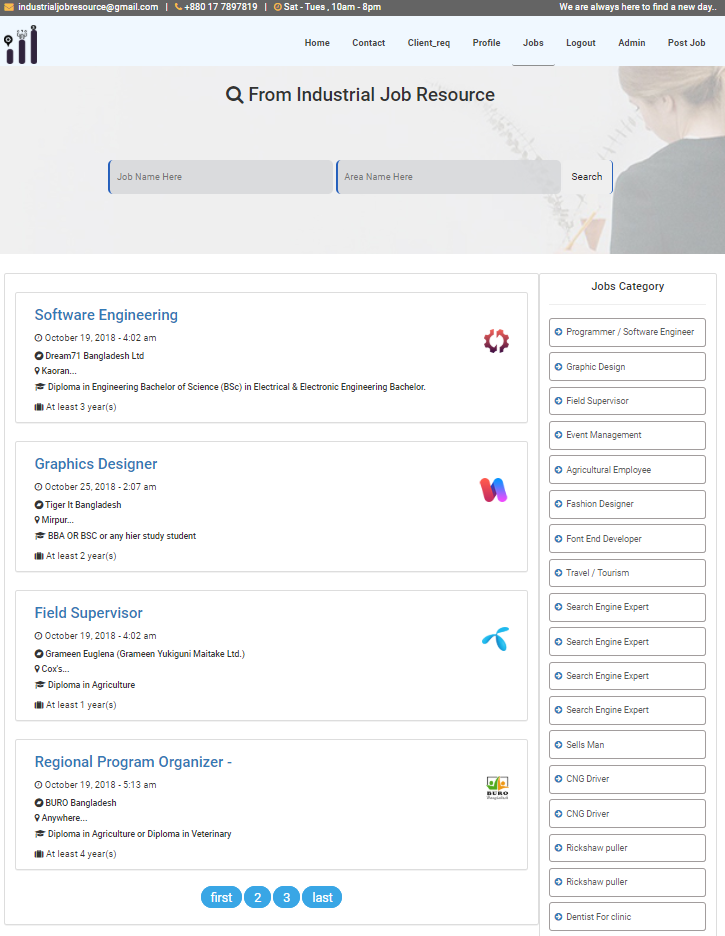 industrialjobresource@gmail.com | +880 17 7897819 | Sat - Tues , 10am - 8pm We are always here to find a new day..
Home Contact Client_req Profile Jobs Logout Admin Post Job
From Industrial Job Resource
Job Name Here Area Name Here Search
Software Engineering
October 19, 2018 - 4:02 am
Dream71 Bangladesh Ltd
Kaoran...
Diploma in Engineering Bachelor of Science (BSc) in Electrical & Electronic Engineering Bachelor.
At least 3 year(s)
Graphics Designer
October 25, 2018 - 2:07 am
Tiger It Bangladesh
Mirpur...
BBA OR BSC or any hier study student
At least 2 year(s)
Field Supervisor
October 19, 2018 - 4:02 am
Grameen Euglena (Grameen Yukiguni Maitake Ltd.)
Cox's...
Diploma in Agriculture
At least 1 year(s)
Regional Program Organizer -
October 19, 2018 - 5:13 am
BURO Bangladesh
Anywhere...
Diploma in Agriculture or Diploma in Veterinary
At least 4 year(s)
BURO
Bangladesh
first 2 3 last
Jobs Category
Programmer / Software Engineer
Graphic Design
Field Supervisor
Event Management
Agricultural Employee
Fashion Designer
Font End Developer
Travel / Tourism
Search Engine Expert
Search Engine Expert
Search Engine Expert
Search Engine Expert
Sells Man
CNG Driver
CNG Driver
Rickshaw puller
Rickshaw puller
Dentist For clinic